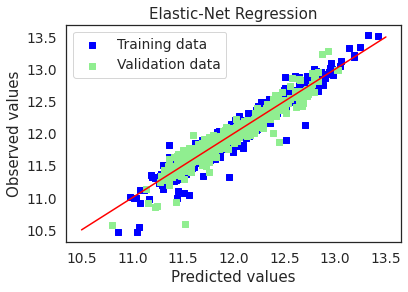 Elastic-Net Regression
Training data
Validation data
Observed values
13.5
13.0
12.5
12.0
11.5
11.0
10.5
10.5 11.0 11.5 12.0 12.5 13.0 13.5
Predicted values